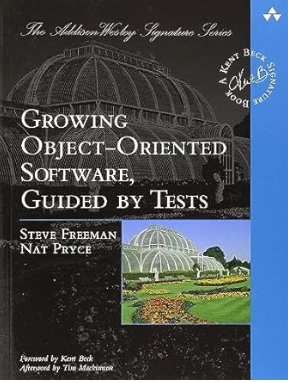 The Addison Wesley Signature Series
A KENT BECK SIGNATURE BOOK
GROWING
OBJECT-ORIENTED
SOFTWARE,
GUIDED BY TESTS
STEVE FREEMAN
NAT PRYCE
Foreword by Kent Beck
Afterword by Tim Mackinnon